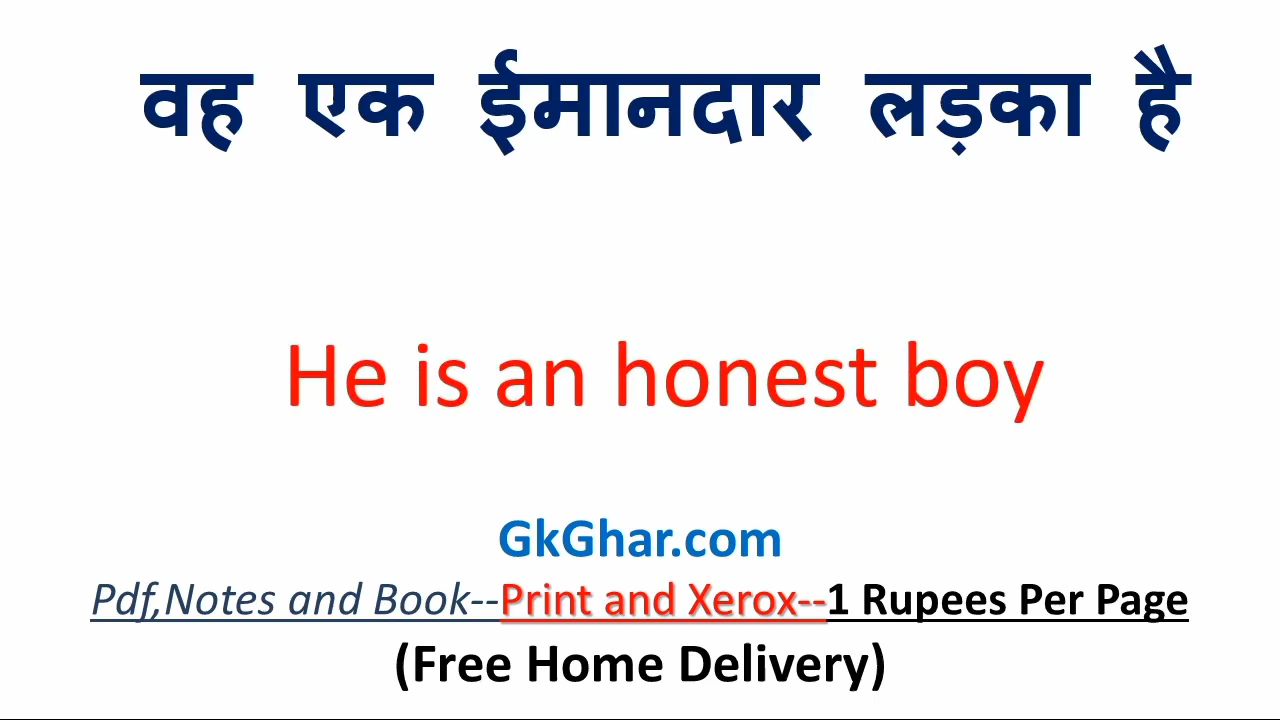 वह एक ईमानदार लड़का है
He is an honest boy
GkGhar.com
Pdf,Notes and Book--Print and Xerox--1 Rupees Per Page
(Free Home Delivery)